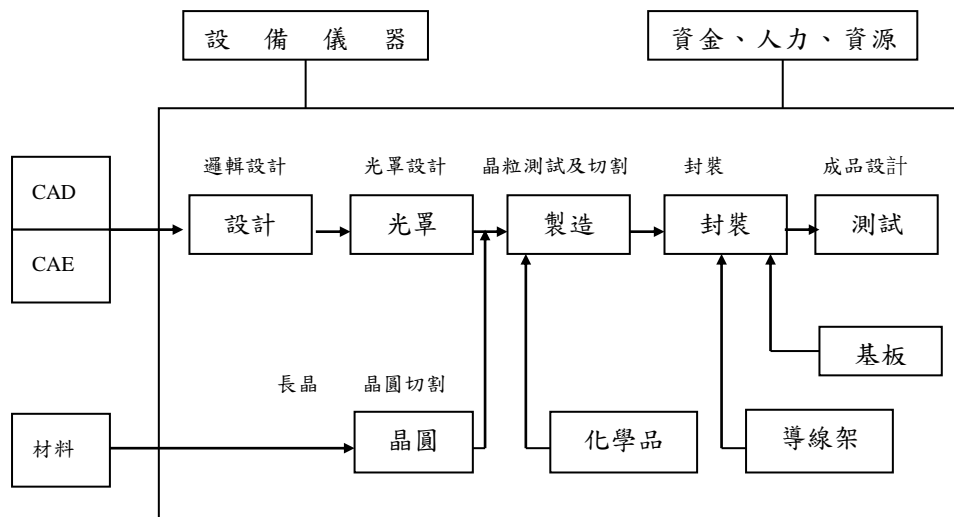 設備儀器
資金、人力、資源
邏輯設計
光罩設計
晶粒測試及切割
封裝
成品設計
CAD
CAE
設計
光罩
製造
封裝
測試
基板
長晶
晶圓切割
材料
晶圓
化學品
導線架